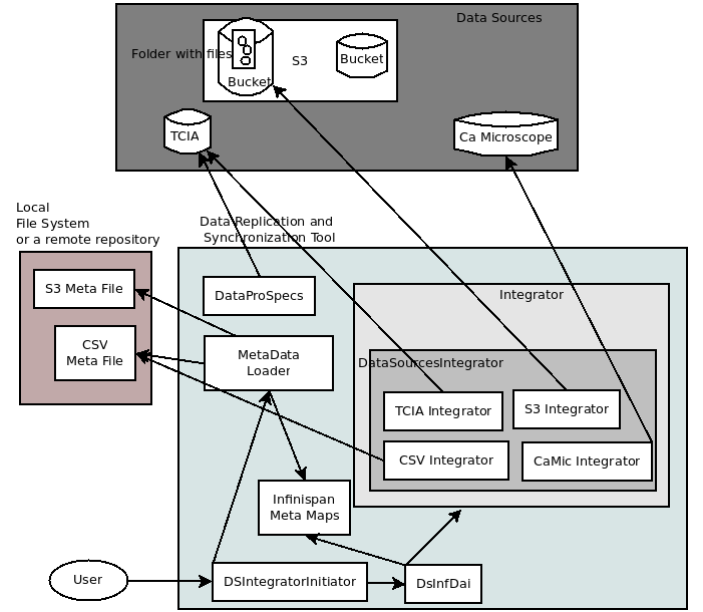 Data Sources
Folder with files
S3
Bucket
Bucket
TCIA
Ca Microscope
Local
File System
or a remote repository
Data Replication and
Synchronization Tool
S3 Meta File
CSV
Meta File
DataProSpecs
MetaData
Loader
Integrator
DataSourcesIntegrator
TCIA Integrator
S3 Integrator
CSV Integrator
CaMic Integrator
Infinispan
Meta Maps
User
DSIntegratorInitiator
DsInfDai